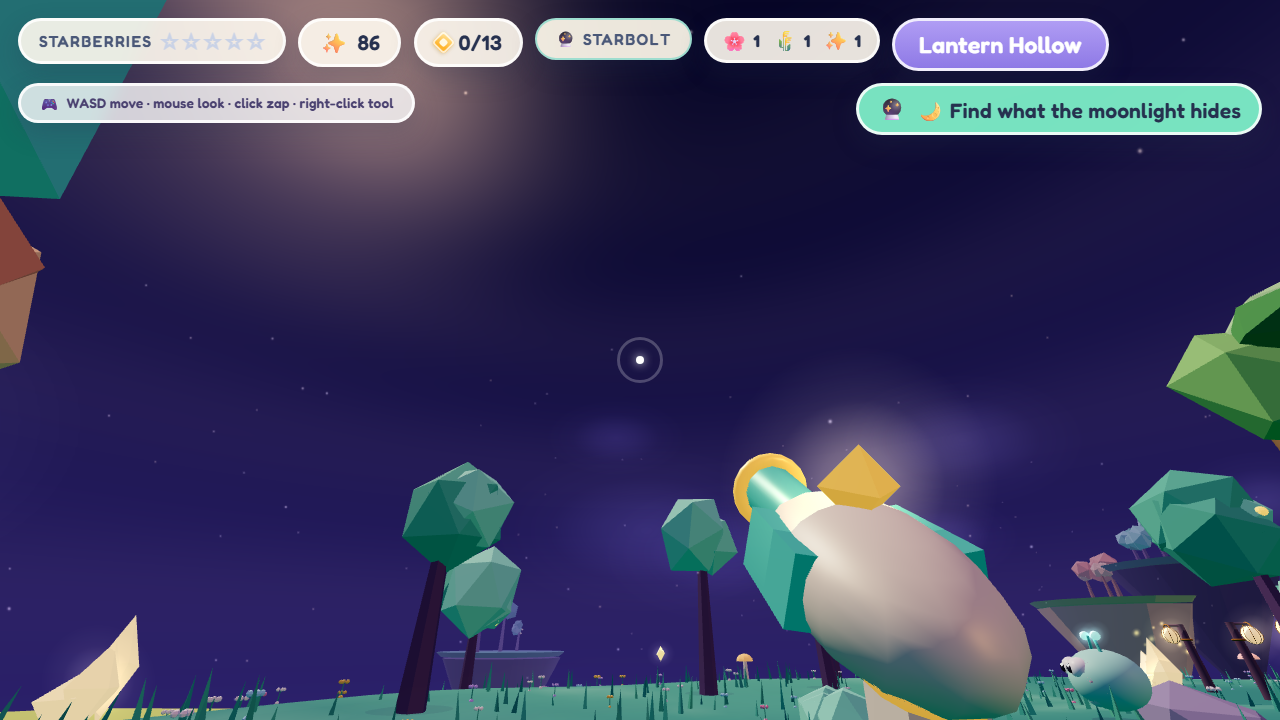 STARBERRIES
86
0/13
STARBOLT
1
1
1
Lantern Hollow
WASD move · mouse look · click zap · right-click tool
Find what the moonlight hides